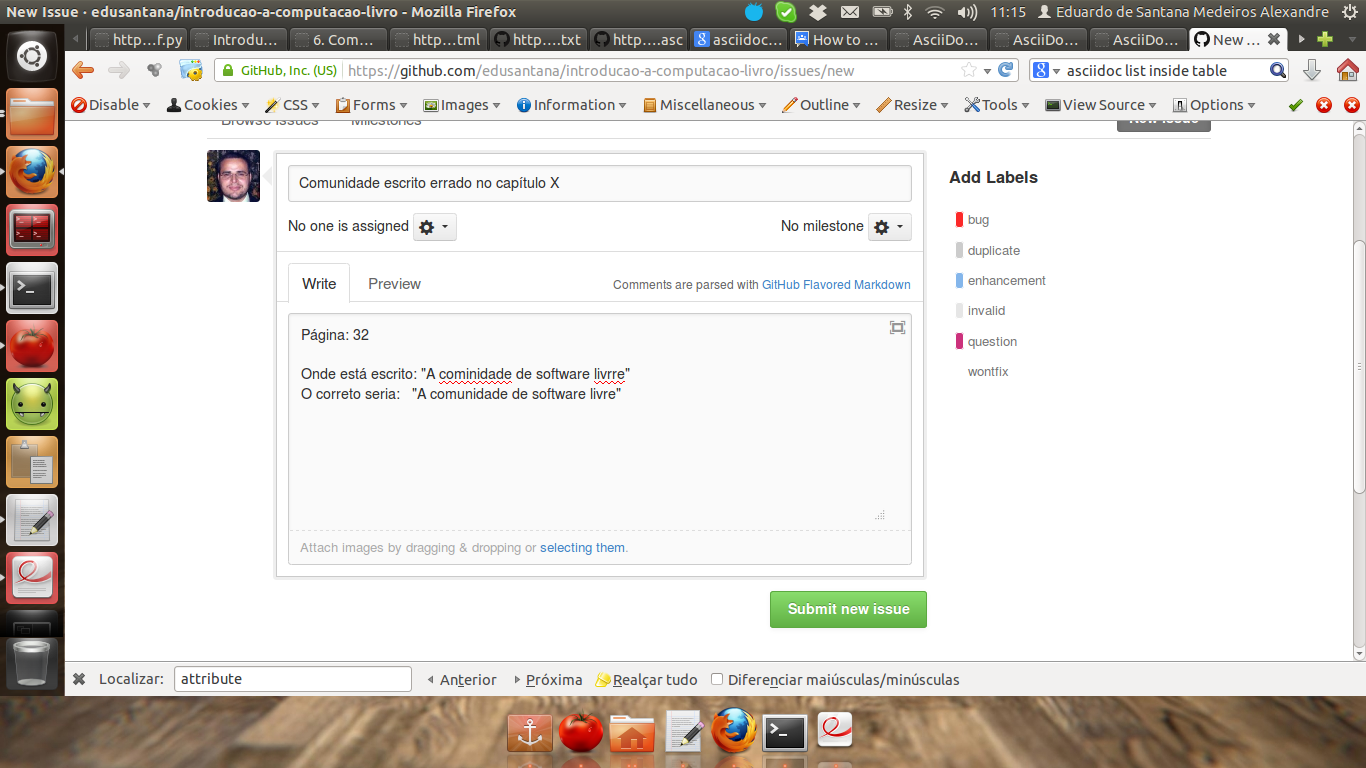 New Issue · edusantana/introducao-a-computacao-livro - Mozilla Firefox
11:15 Eduardo de Santana Medeiros Alexandre
http...f.py Introdu... 6. Com... http...tml http....txt http....asc asciidoc... How to ... AsciiDo... AsciiDo... AsciiDo... New ...
GitHub, Inc. (US) https://github.com/edusantana/introducao-a-computacao-livro/issues/new asciidoc list inside table
Disable Cookies CSS Forms Images Information Miscellaneous Outline Resize Tools View Source Options
Browse Issues Milestones New Issue
Comunidade escrito errado no capítulo X
Add Labels
No one is assigned No milestone
bug
duplicate
enhancement
invalid
question
wontfix
Write Preview Comments are parsed with GitHub Flavored Markdown
Página: 32
Onde está escrito: "A cominidade de software livrre"
O correto seria: "A comunidade de software livre"
Attach images by dragging & dropping or selecting them.
Submit new issue
Localizar: attribute Anterior Próxima Realçar tudo Diferenciar maiúsculas/minúsculas